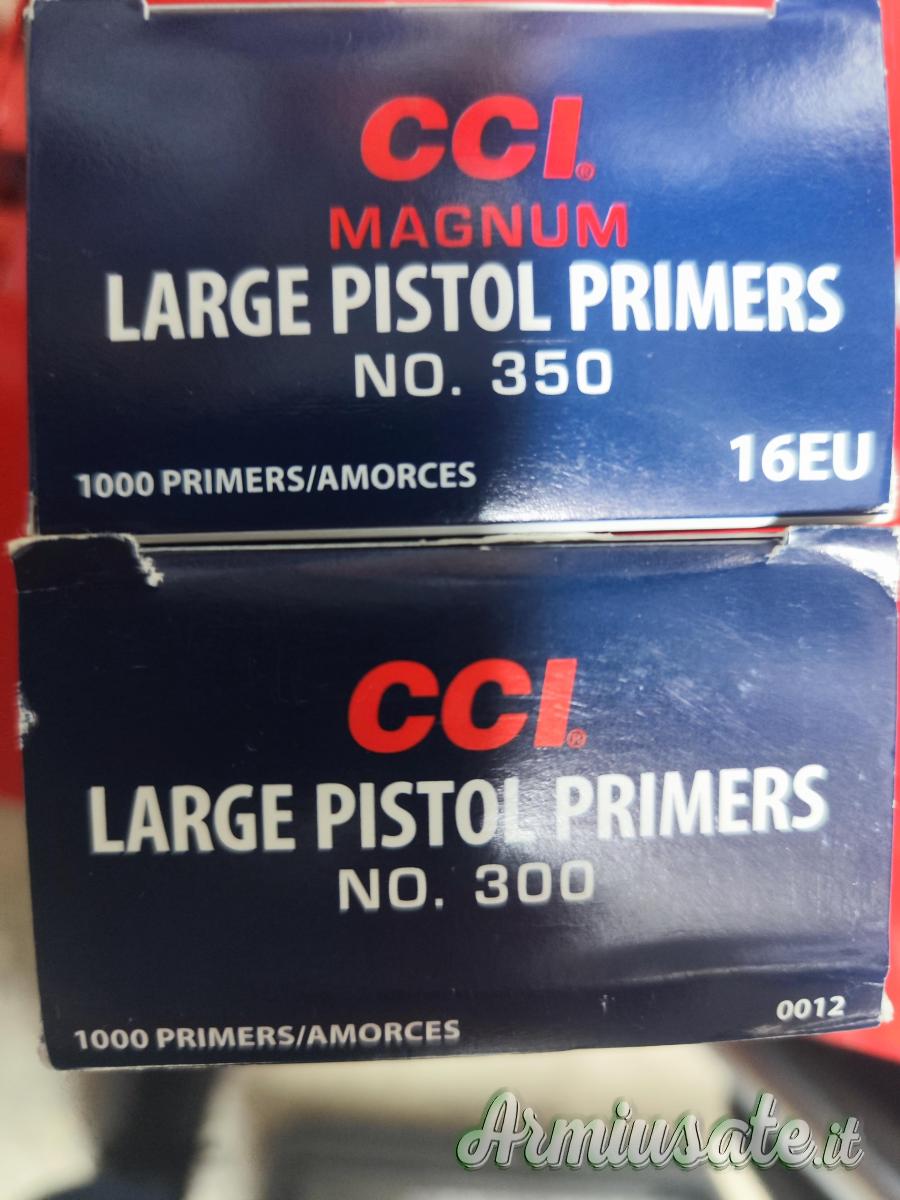 CCI®
MAGNUM
LARGE PISTOL PRIMERS
NO. 350
16EU
1000 PRIMERS/AMORCES
CCI®
LARGE PISTOL PRIMERS
NO. 300
0012
1000 PRIMERS/AMORCES
Armiusate.it